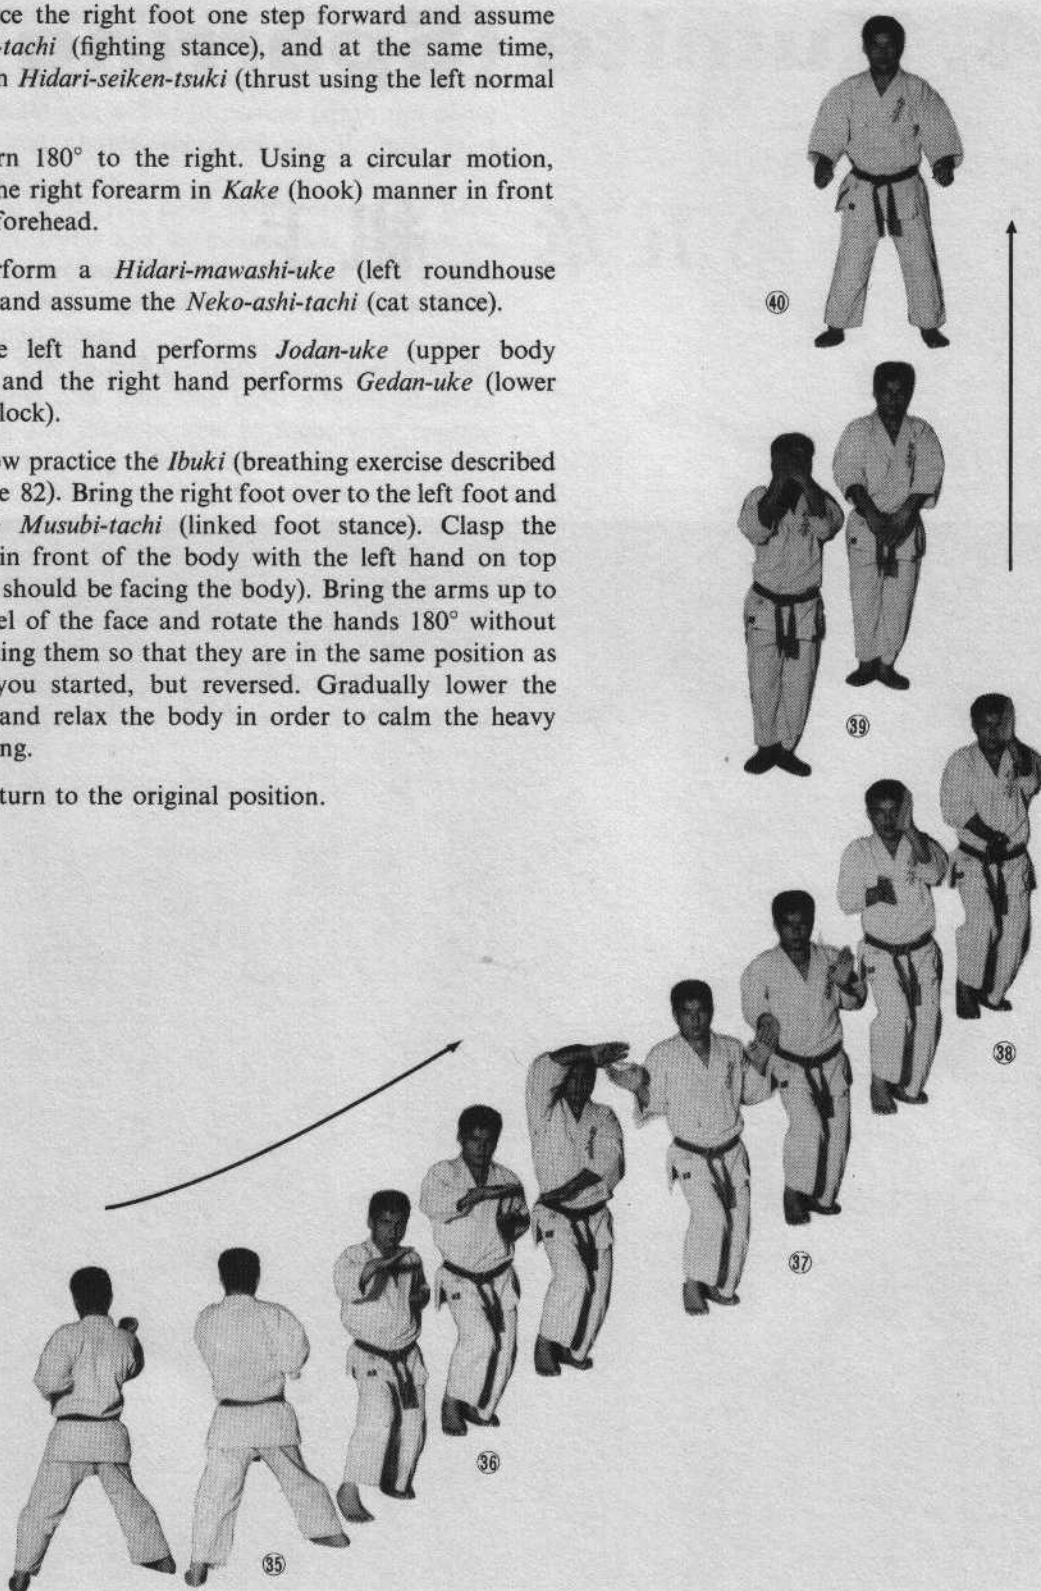 ce the right foot one step forward and assume
-tachi (fighting stance), and at the same time,
n Hidari-seiken-tsuki (thrust using the left normal
rn 180° to the right. Using a circular motion,
he right forearm in Kake (hook) manner in front
forehead.
rform a Hidari-mawashi-uke (left roundhouse
and assume the Neko-ashi-tachi (cat stance).
e left hand performs Jodan-uke (upper body
and the right hand performs Gedan-uke (lower
lock).
ow practice the Ibuki (breathing exercise described
e 82). Bring the right foot over to the left foot and
Musubi-tachi (linked foot stance). Clasp the
in front of the body with the left hand on top
should be facing the body). Bring the arms up to
el of the face and rotate the hands 180° without
ing them so that they are in the same position as
you started, but reversed. Gradually lower the
and relax the body in order to calm the heavy
ng.
turn to the original position.
㊵
㊴
㊳
㊲
㊱
㉟